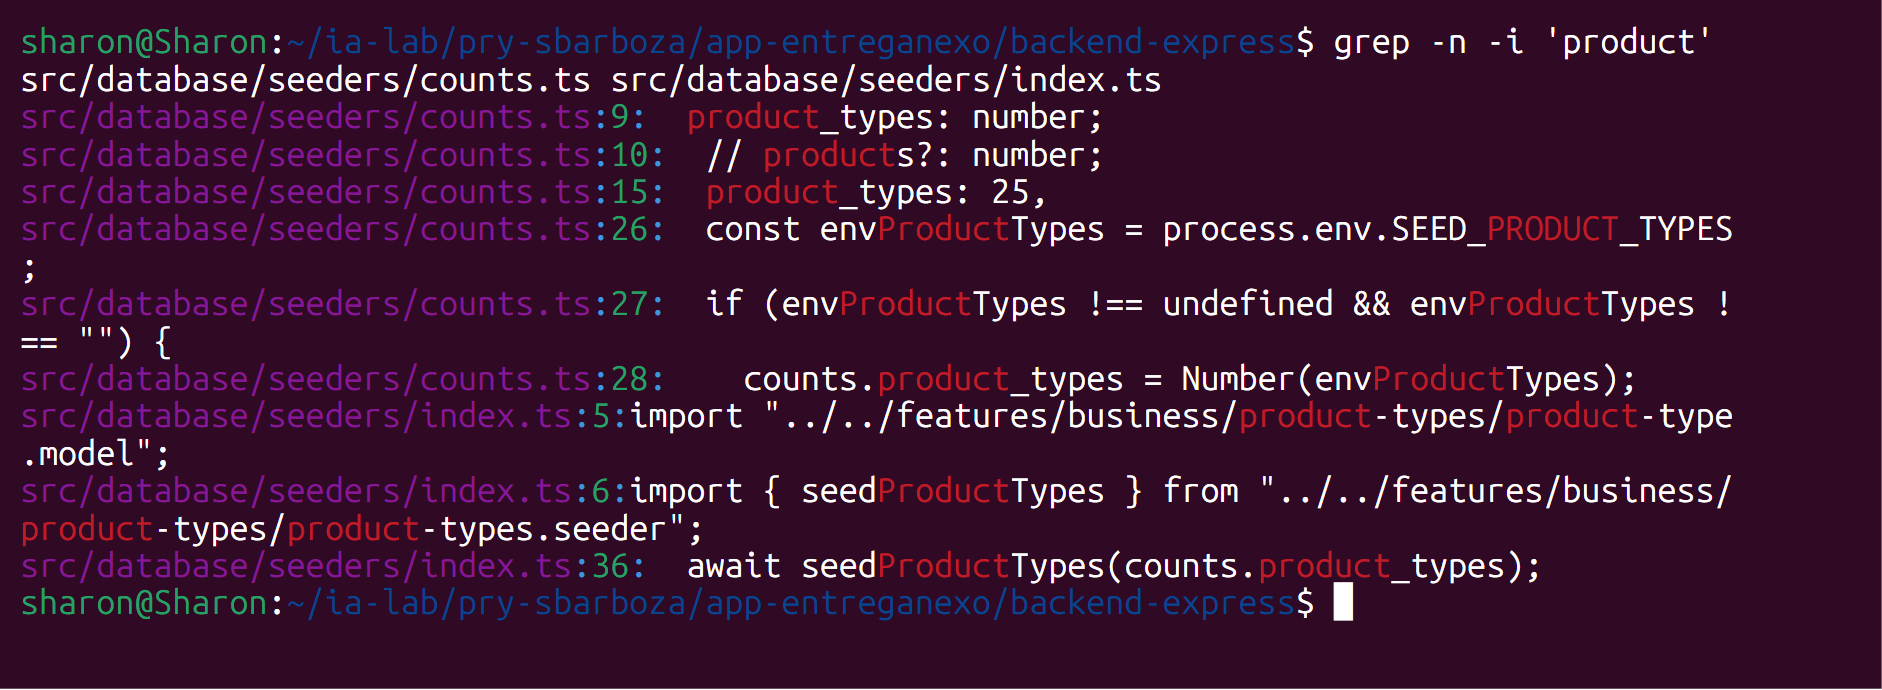 sharon@Sharon:~/ia-lab/pry-sbarboza/app-entreganexo/backend-express$ grep -n -i 'product'
src/database/seeders/counts.ts src/database/seeders/index.ts
src/database/seeders/counts.ts:9:  product_types: number;
src/database/seeders/counts.ts:10:  // products?: number;
src/database/seeders/counts.ts:15:  product_types: 25,
src/database/seeders/counts.ts:26:  const envProductTypes = process.env.SEED_PRODUCT_TYPES
;
src/database/seeders/counts.ts:27:  if (envProductTypes !== undefined && envProductTypes !
== "") {
src/database/seeders/counts.ts:28:    counts.product_types = Number(envProductTypes);
src/database/seeders/index.ts:5:import "../../features/business/product-types/product-type
.model";
src/database/seeders/index.ts:6:import { seedProductTypes } from "../../features/business/
product-types/product-types.seeder";
src/database/seeders/index.ts:36:  await seedProductTypes(counts.product_types);
sharon@Sharon:~/ia-lab/pry-sbarboza/app-entreganexo/backend-express$